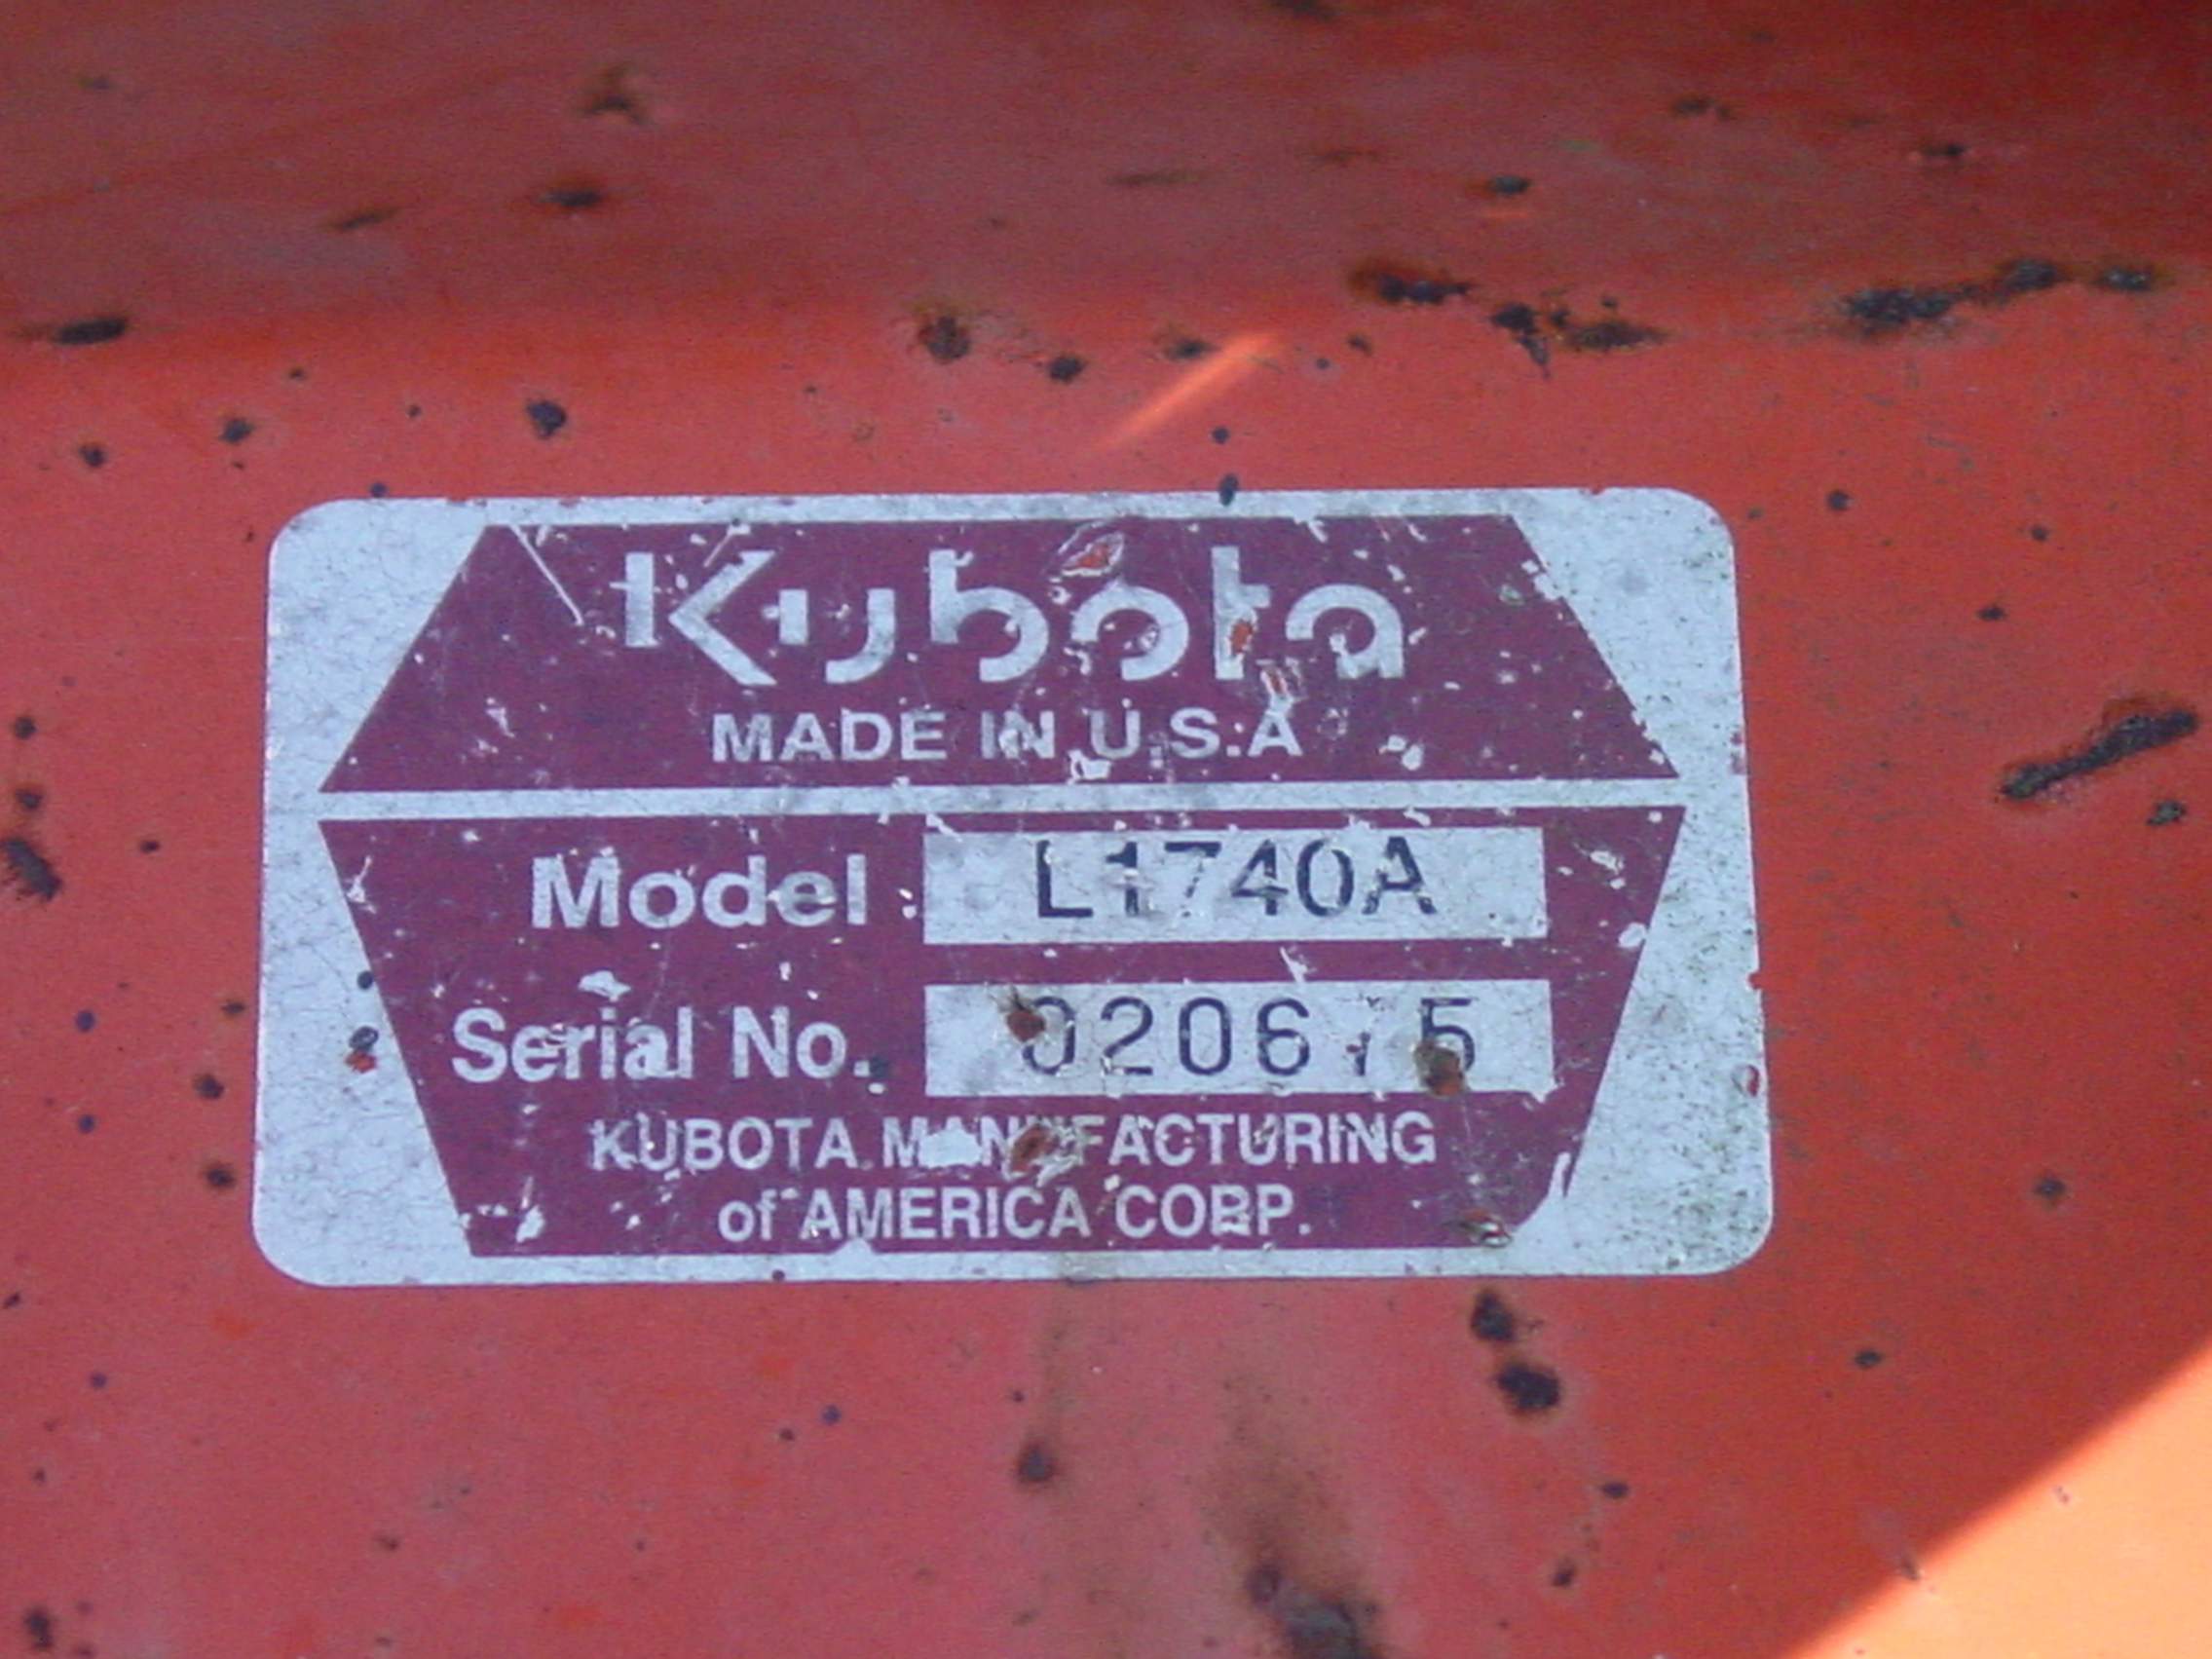 Kubota
MADE IN U.S.A
Model L1740A
Serial No.
KUBOTA MANUFACTURING
of AMERICA CORP.